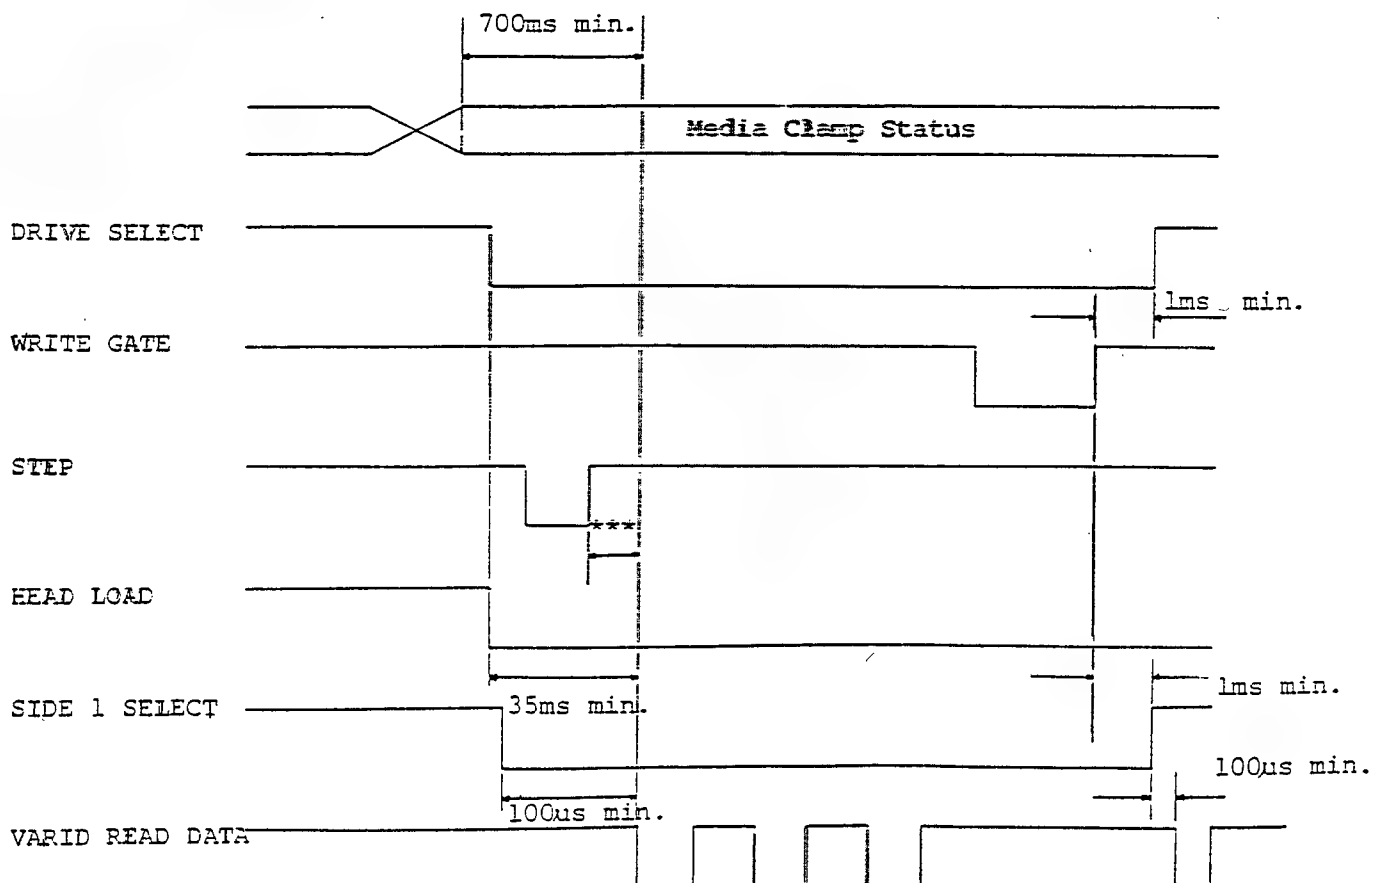 700ms min.
Media Clamp Status
DRIVE SELECT
1ms min.
WRITE GATE
STEP
***
HEAD LOAD
1ms min.
SIDE 1 SELECT
35ms min.
100µs min.
100µs min.
VARID READ DATA